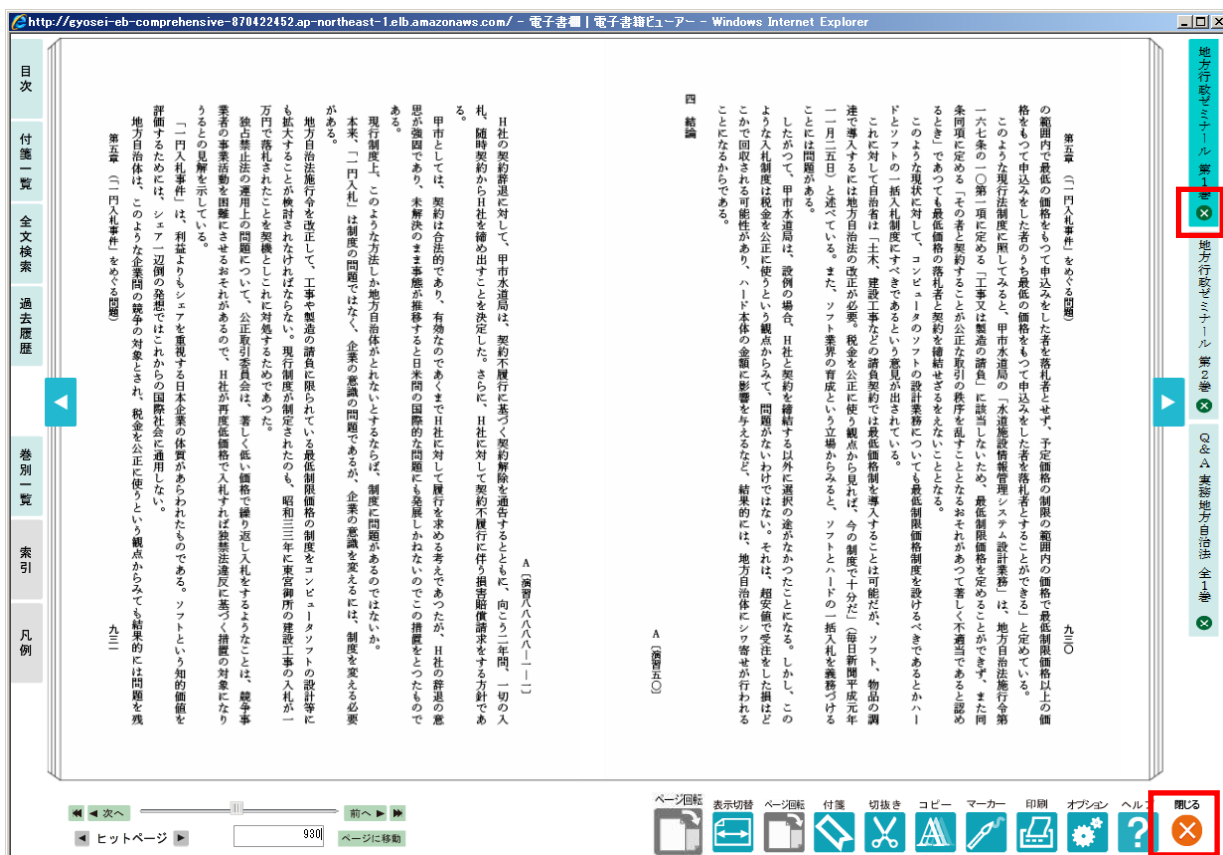 http://gyosei-eb-comprehensive-870422452.ap-northeast-1.elb.amazonaws.com/ - 電子書棚 | 電子書籍ビューアー - Windows Internet Explorer
目次
付箋一覧
全文検索
過去履歴
巻別一覧
索引
凡例
地方行政ゼミナール 第1巻
地方行政ゼミナール 第2巻
Q&A 実務地方自治法 全1巻
第五章 (「一円入札事件」をめぐる問題)
九三〇
の範囲内で最低の価格をもつて申込みをした者を落札者とせず、予定価格の制限の範囲内の価格で最低制限価格以上の価
格をもつて申込みをした者のうち最低の価格をもつて申込みをした者を落札者とすることができる」と定めている。
このような現行法制度に照してみると、甲市水道局の「水道施設情報管理システム設計業務」は、地方自治法施行令第
一六七条の一〇第一項に定める「工事又は製造の請負」に該当しないため、最低制限価格を定めることができず、また同
条同項に定める「その者と契約することが公正な取引の秩序を乱すこととなるおそれがあつて著しく不適当であると認め
るとき」であつても最低価格の落札者と契約を締結せざるをえないこととなる。
このような現状に対して、コンピュータのソフトの設計業務についても最低制限価格制度を設けるべきであるとかハー
ドとソフトの一括入札制度にすべきであるという意見が出されている。
これに対して自治省は「土木、建設工事などの請負契約では最低価格制を導入することは可能だが、ソフト、物品の調
達で導入するには地方自治法の改正が必要。税金を公正に使う観点から見れば、今の制度で十分だ」(毎日新聞平成元年
一一月二五日)と述べている。また、ソフト業界の育成という立場からみると、ソフトとハードの一括入札を義務づける
ことには問題がある。
したがつて、甲市水道局は、設例の場合、H社と契約を締結する以外に選択の途がなかつたことになる。しかし、この
ような入札制度は税金を公正に使うという観点からみて、問題がないわけではない。それは、超安値で受注をした損はど
こかで回収される可能性があり、ハード本体の金額に影響を与えるなど、結果的には、地方自治体にシワ寄せが行われる
ことになるからである。
四 結論
A〔演習五〇〕
A〔演習八八八八八―一―一〕
H社の契約辞退に対して、甲市水道局は、契約不履行に基づく契約解除を通告するとともに、向こう二年間、一切の入
札、随時契約からH社を締め出すことを決定した。さらに、H社に対して契約不履行に伴う損害賠償請求をする方針であ
る。
甲市としては、契約は合法的であり、有効なのであくまでH社に対して履行を求める考えであつたが、H社の辞退の意
思が強固であり、未解決のまま事態が推移すると日米間の国際的な問題にも発展しかねないのでこの措置をとつたもので
ある。
現行制度上、このような方法しか地方自治体がとれないとするならば、制度に問題があるのではないか。
本来、「一円入札」は制度の問題ではなく、企業の意識の問題であるが、企業の意識を変えるには、制度を変える必要
がある。
地方自治法施行令を改正して、工事や製造の請負に限られている最低制限価格の制度をコンピュータソフトの設計等に
も拡大することが検討されなければならない。現行制度が制定されたのも、昭和三三年に東宮御所の建設工事の入札が一
万円で落札されたことを契機としこれに対処するためであつた。
独占禁止法の運用上の問題について、公正取引委員会は、著しく低い価格で繰り返し入札をするようなことは、競争事
業者の事業活動を困難にさせるおそれがあるので、H社が再度低価格で入札すれば独禁法違反に基づく措置の対象になり
うるとの見解を示している。
「一円入札事件」は、利益よりもシェアを重視する日本企業の体質があらわれたものである。ソフトという知的価値を
評価するためには、シェア一辺倒の発想ではこれからの国際社会に通用しない。
地方自治体は、このような企業間の競争の対象とされ、税金を公正に使うという観点からみても結果的には問題を残
第五章 (「一円入札事件」をめぐる問題)
九三一
次へ
前へ
ヒットページ
930
ページに移動
ページ回転
表示切替
ページ回転
付箋
切抜き
コピー
マーカー
印刷
オプション
ヘルプ
閉じる